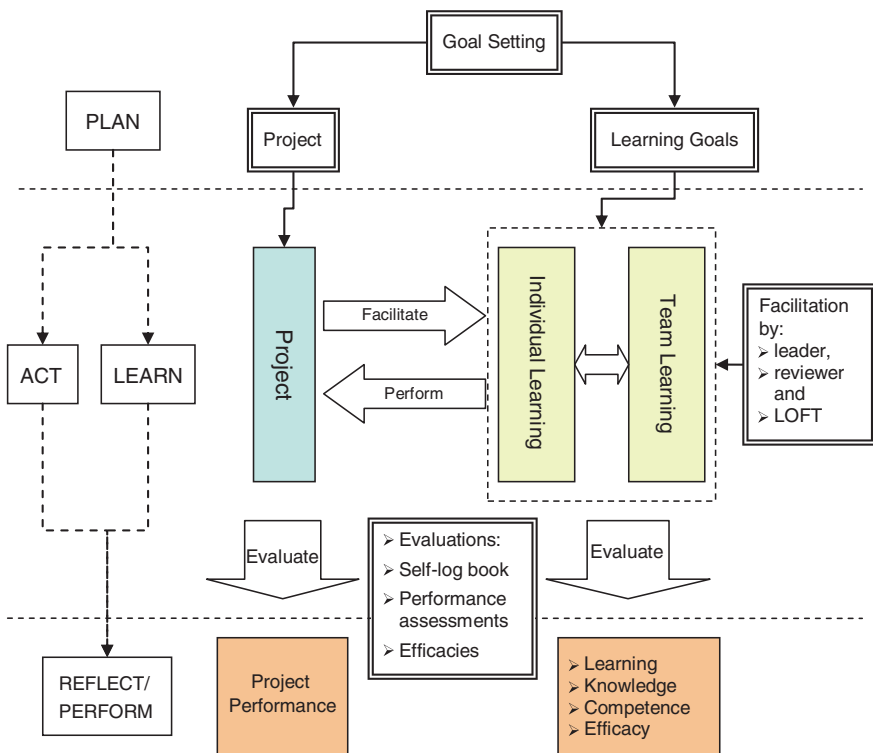 Goal Setting
PLAN
Project
Learning Goals
Project
Facilitate
Perform
Individual Learning
Team Learning
Facilitation
by:
➢ leader,
➢ reviewer
and
➢ LOFT
ACT
LEARN
Evaluate
➢ Evaluations:
➢ Self-log book
➢ Performance
assessments
➢ Efficacies
Evaluate
REFLECT/
PERFORM
Project
Performance
➢ Learning
➢ Knowledge
➢ Competence
➢ Efficacy